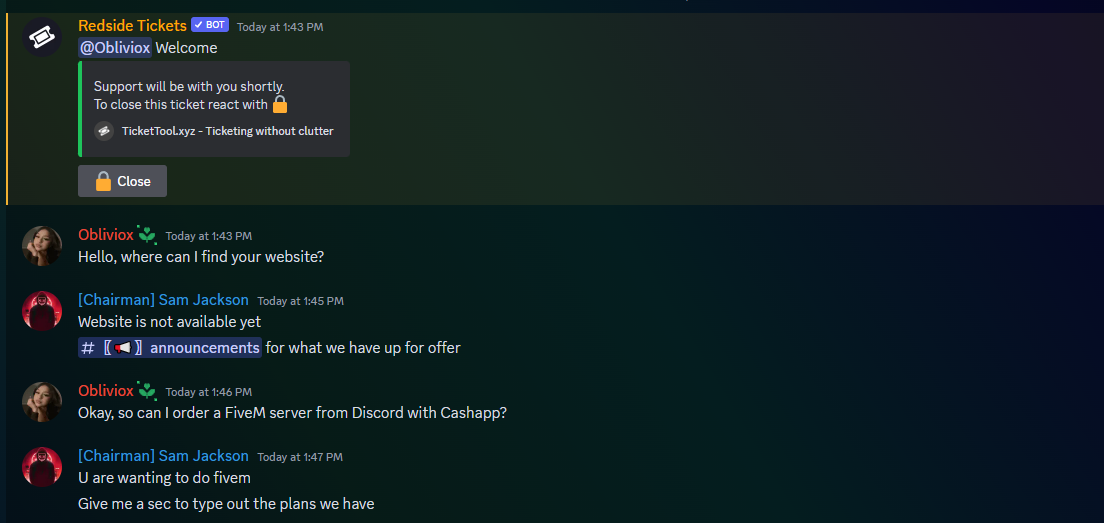 Redside Tickets ✓ BOT Today at 1:43 PM
@Obliviox Welcome
Support will be with you shortly.
To close this ticket react with 🔒
TicketTool.xyz - Ticketing without clutter
🔒 Close
Obliviox Today at 1:43 PM
Hello, where can I find your website?
[Chairman] Sam Jackson Today at 1:45 PM
Website is not available yet
# 〖📢〗 announcements for what we have up for offer
Obliviox Today at 1:46 PM
Okay, so can I order a FiveM server from Discord with Cashapp?
[Chairman] Sam Jackson Today at 1:47 PM
U are wanting to do fivem
Give me a sec to type out the plans we have